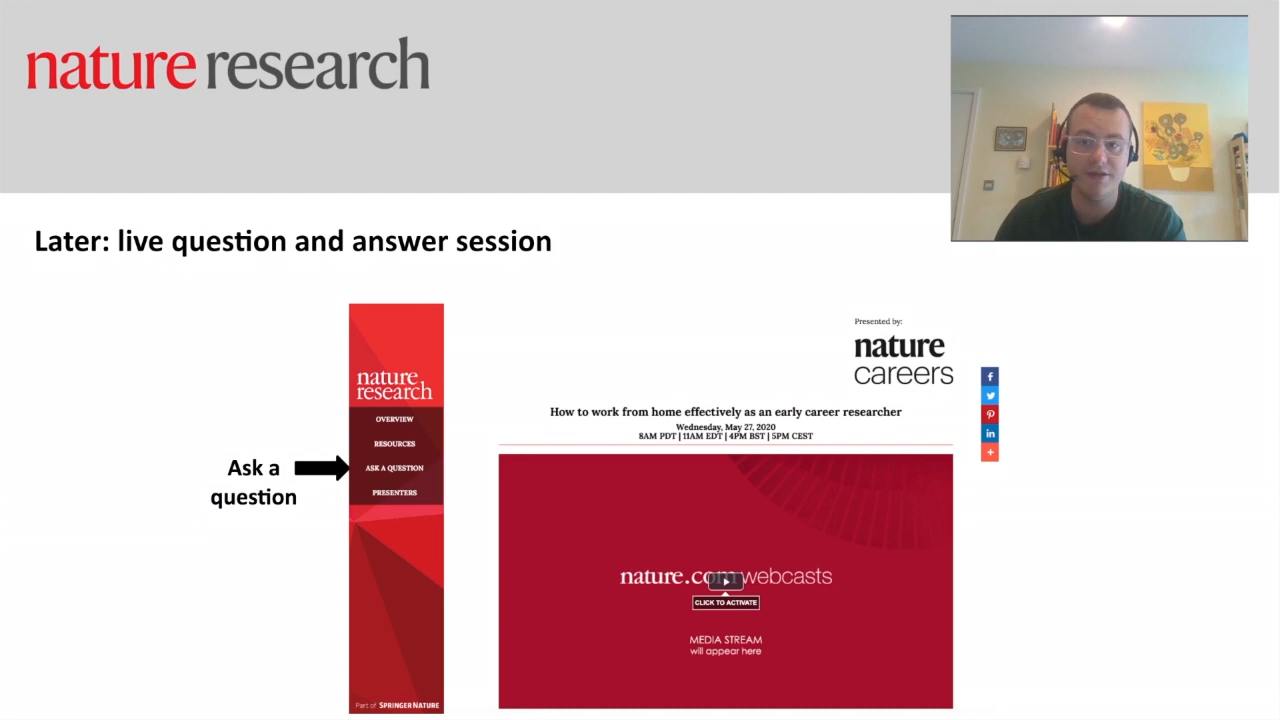 nature research
Later: live question and answer session
Presented by:
nature
careers
nature
research
OVERVIEW
RESOURCES
ASK A QUESTION
PRESENTERS
Ask a
question
How to work from home effectively as an early career researcher
Wednesday, May 27, 2020
8AM PDT | 11AM EDT | 4PM BST | 5PM CEST
nature.com webcasts
CLICK TO ACTIVATE
MEDIA STREAM
will appear here
Part of SPRINGER NATURE